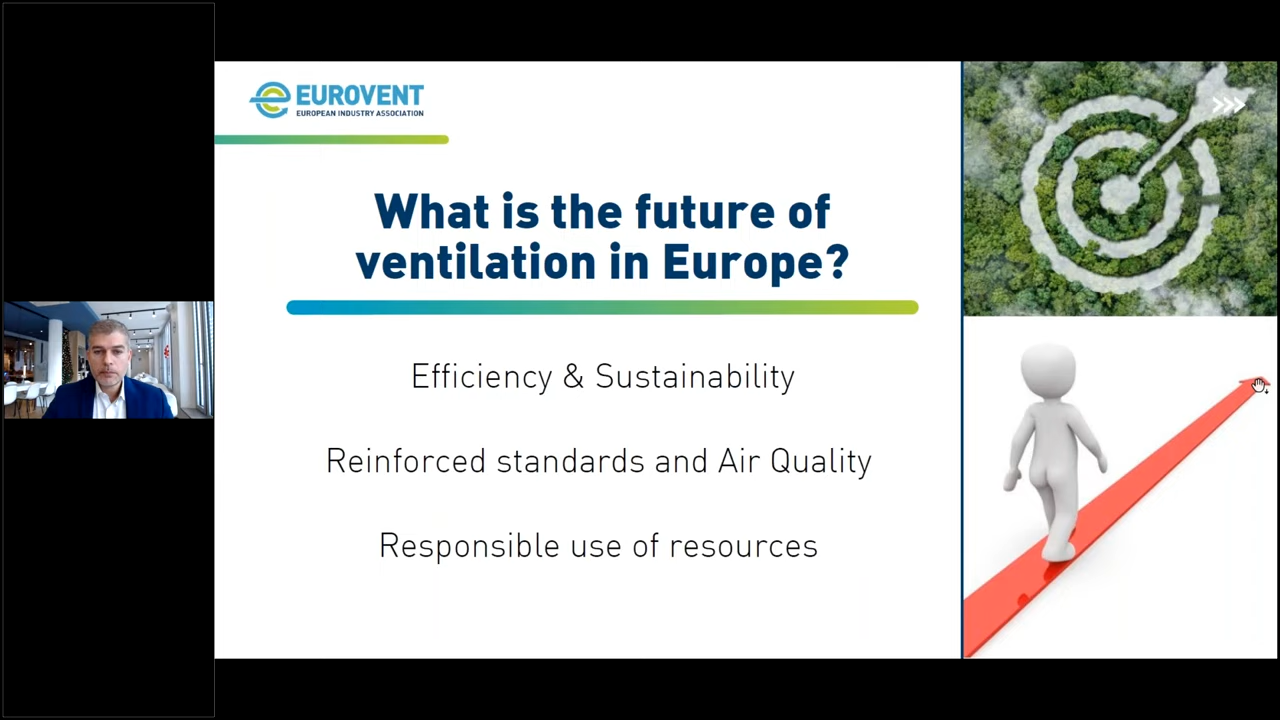 EUROVENT
EUROPEAN INDUSTRY ASSOCIATION
What is the future of
ventilation in Europe?
Efficiency & Sustainability
Reinforced standards and Air Quality
Responsible use of resources